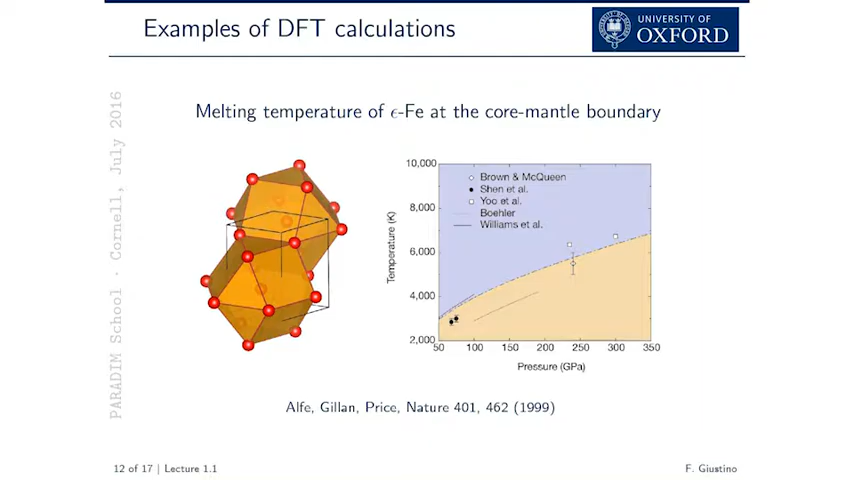 Examples of DFT calculations
UNIVERSITY OF
OXFORD
PARADIM School · Cornell, July 2016
Melting temperature of ϵ-Fe at the core-mantle boundary
10,000
8,000
6,000
4,000
2,000
Temperature (K)
Brown & McQueen
Shen et al.
Yoo et al.
Boehler
Williams et al.
50 100 150 200 250 300 350
Pressure (GPa)
Alfe, Gillan, Price, Nature 401, 462 (1999)
12 of 17 | Lecture 1.1
F. Giustino